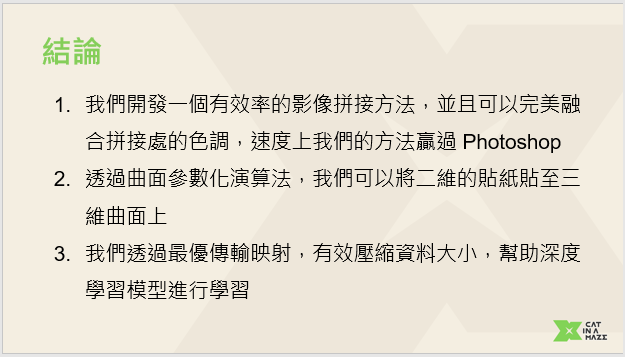 結論
1. 我們開發一個有效率的影像拼接方法，並且可以完美融
合拼接處的色調，速度上我們的方法贏過 Photoshop
2. 透過曲面參數化演算法，我們可以將二維的貼紙貼至三
維曲面上
3. 我們透過最優傳輸映射，有效壓縮資料大小，幫助深度
學習模型進行學習
CAT
IN A
MAZE